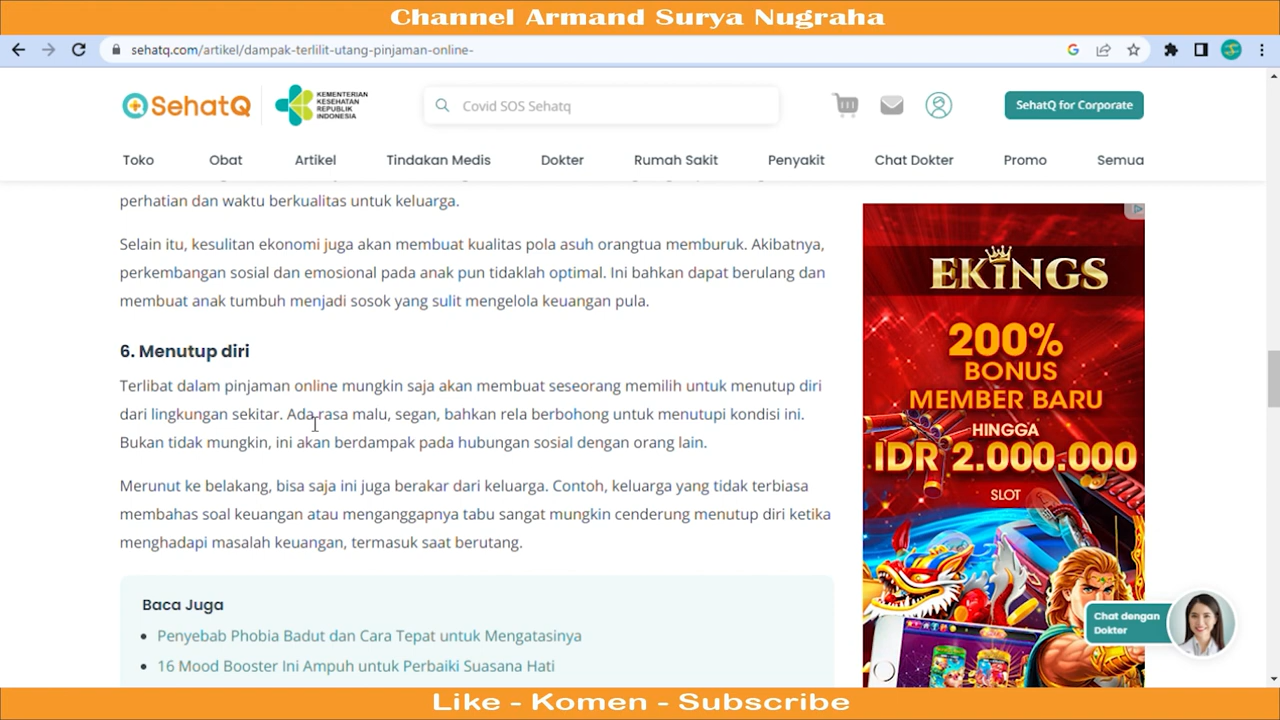 Channel Armand Surya Nugraha
sehatq.com/artikel/dampak-terlilit-utang-pinjaman-online-
SehatQ
KEMENTERIAN
KESEHATAN
REPUBLIK
INDONESIA
Covid SOS Sehatq
SehatQ for Corporate
Toko Obat Artikel Tindakan Medis Dokter Rumah Sakit Penyakit Chat Dokter Promo Semua
perhatian dan waktu berkualitas untuk keluarga.
Selain itu, kesulitan ekonomi juga akan membuat kualitas pola asuh orangtua memburuk. Akibatnya,
perkembangan sosial dan emosional pada anak pun tidaklah optimal. Ini bahkan dapat berulang dan
membuat anak tumbuh menjadi sosok yang sulit mengelola keuangan pula.
6. Menutup diri
Terlibat dalam pinjaman online mungkin saja akan membuat seseorang memilih untuk menutup diri
dari lingkungan sekitar. Ada rasa malu, segan, bahkan rela berbohong untuk menutupi kondisi ini.
Bukan tidak mungkin, ini akan berdampak pada hubungan sosial dengan orang lain.
Merunut ke belakang, bisa saja ini juga berakar dari keluarga. Contoh, keluarga yang tidak terbiasa
membahas soal keuangan atau menganggapnya tabu sangat mungkin cenderung menutup diri ketika
menghadapi masalah keuangan, termasuk saat berutang.
Baca Juga
Penyebab Phobia Badut dan Cara Tepat untuk Mengatasinya
16 Mood Booster Ini Ampuh untuk Perbaiki Suasana Hati
EKINGS
200%
BONUS
MEMBER BARU
HINGGA
IDR 2.000.000
SLOT
Chat dengan
Dokter
Like - Komen - Subscribe